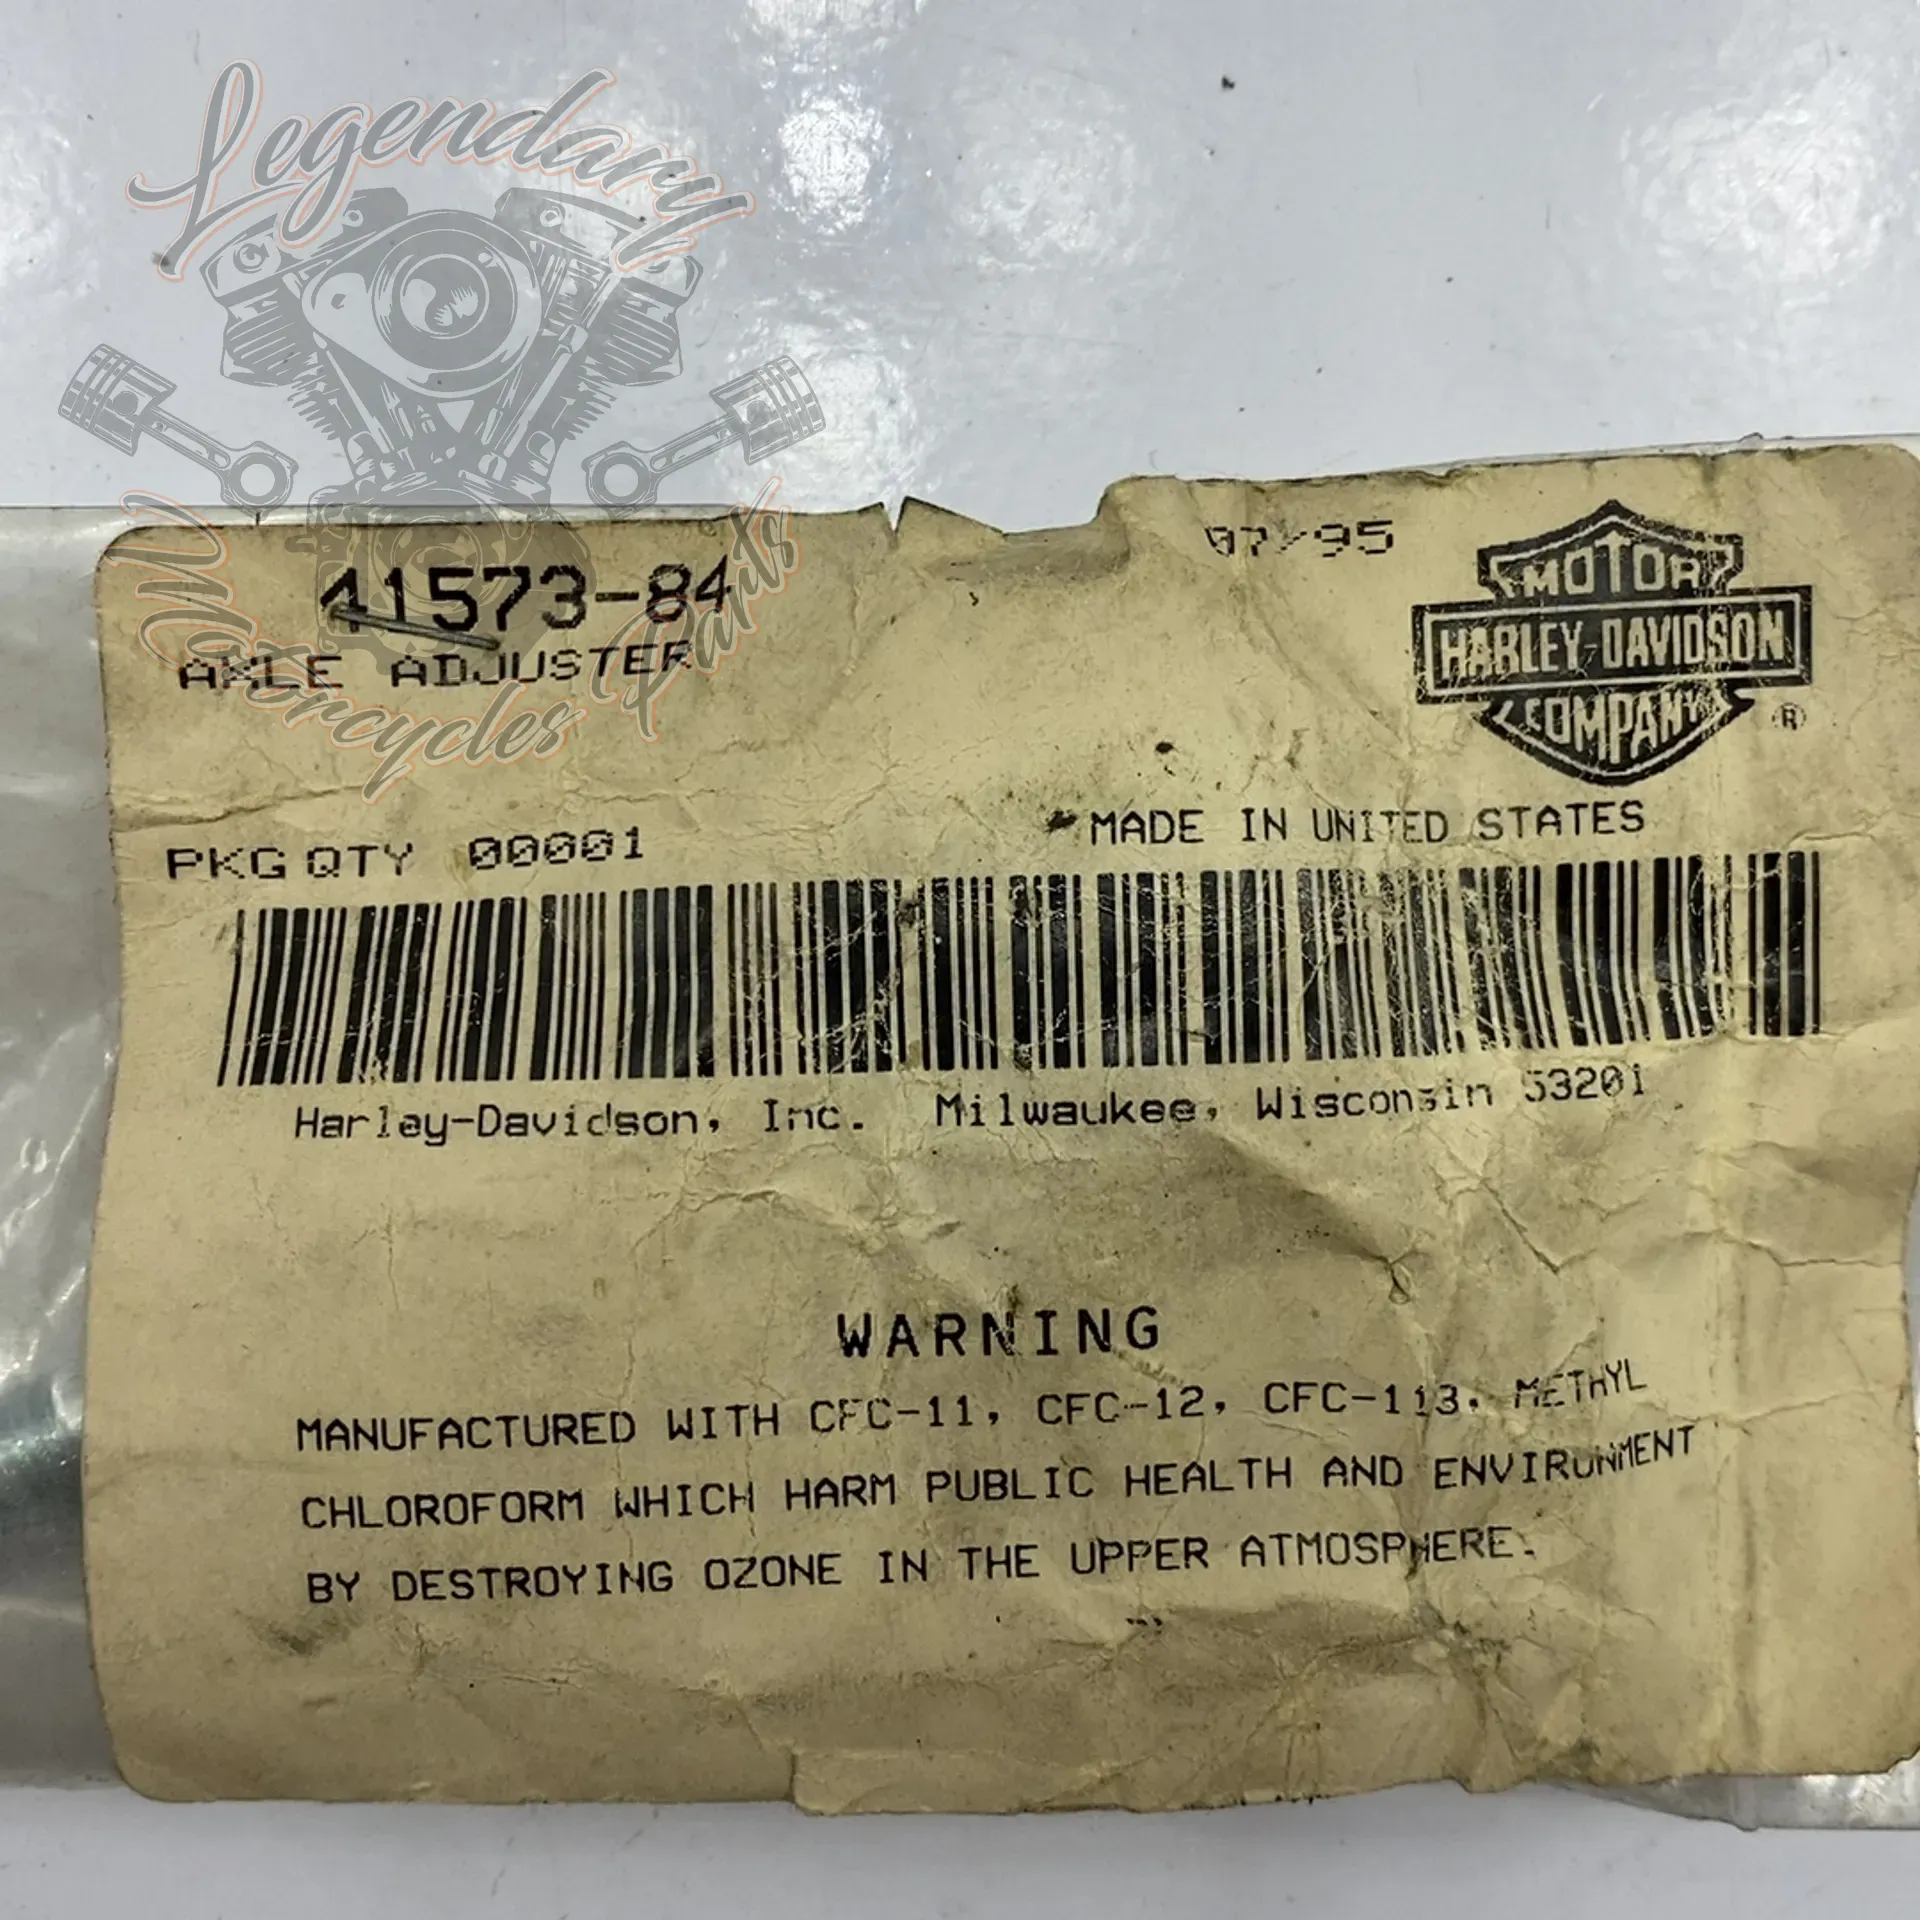 Legendary
Motorcycles Parts
41573-84
07/95
AXLE ADJUSTER
MOTOR
HARLEY-DAVIDSON
COMPANY
®
PKG QTY 00001
MADE IN UNITED STATES
Harley-Davidson, Inc. Milwaukee, Wisconsin 53201
WARNING
MANUFACTURED WITH CFC-11, CFC-12, CFC-113, METHYL
CHLOROFORM WHICH HARM PUBLIC HEALTH AND ENVIRONMENT
BY DESTROYING OZONE IN THE UPPER ATMOSPHERE.